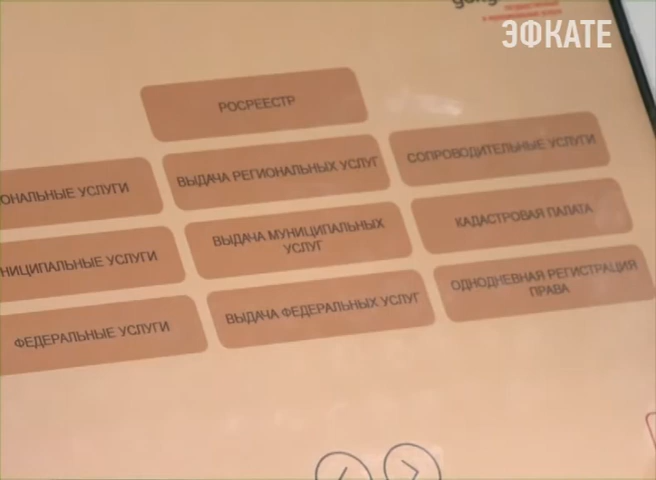 ЭФКАТЕ
РОСРЕЕСТР
ОНАЛЬНЫЕ УСЛУГИ
ВЫДАЧА РЕГИОНАЛЬНЫХ УСЛУГ
СОПРОВОДИТЕЛЬНЫЕ УСЛУГИ
НИЦИПАЛЬНЫЕ УСЛУГИ
ВЫДАЧА МУНИЦИПАЛЬНЫХ
УСЛУГ
КАДАСТРОВАЯ ПАЛАТА
ФЕДЕРАЛЬНЫЕ УСЛУГИ
ВЫДАЧА ФЕДЕРАЛЬНЫХ УСЛУГ
ОДНОДНЕВНАЯ РЕГИСТРАЦИЯ
ПРАВА